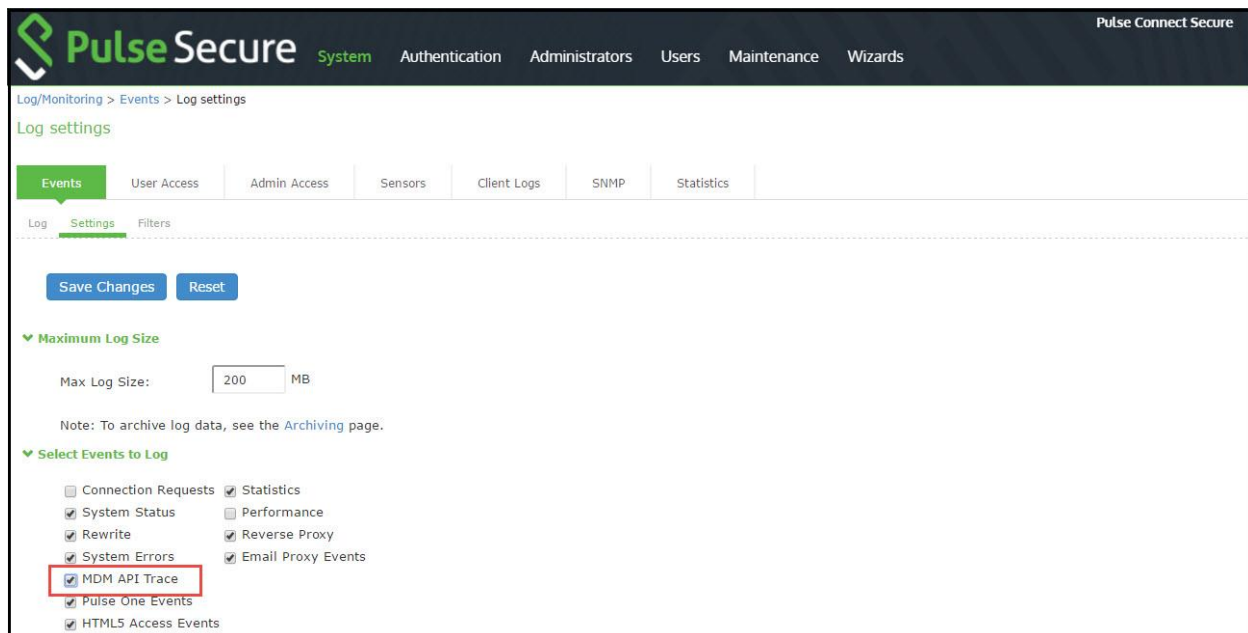 Pulse Connect Secure
Pulse Secure System Authentication Administrators Users Maintenance Wizards
Log/Monitoring > Events > Log settings
Log settings
Events User Access Admin Access Sensors Client Logs SNMP Statistics
Log Settings Filters
Save Changes Reset
Maximum Log Size
Max Log Size: 200 MB
Note: To archive log data, see the Archiving page.
Select Events to Log
Connection Requests Statistics
System Status Performance
Rewrite Reverse Proxy
System Errors Email Proxy Events
MDM API Trace
Pulse One Events
HTML5 Access Events